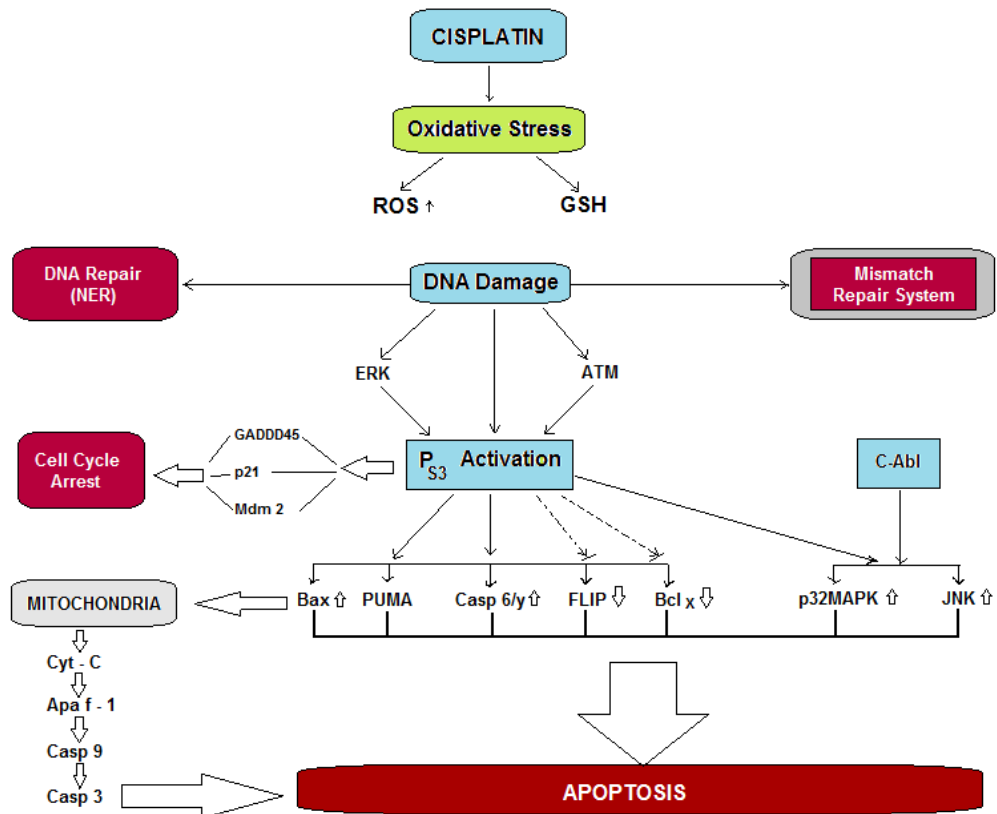 CISPLATIN
Oxidative Stress
ROS ↑
GSH
DNA Repair
(NER)
DNA Damage
Mismatch
Repair System
ERK
ATM
GADDD45
p21
Mdm 2
Cell Cycle
Arrest
PS3 Activation
C-Abl
MITOCHONDRIA
Bax ⇧
PUMA
Casp 6/y ⇧
FLIP ⇩
Bcl x ⇩
p32MAPK ⇧
JNK ⇧
Cyt - C
Apa f - 1
Casp 9
Casp 3
APOPTOSIS